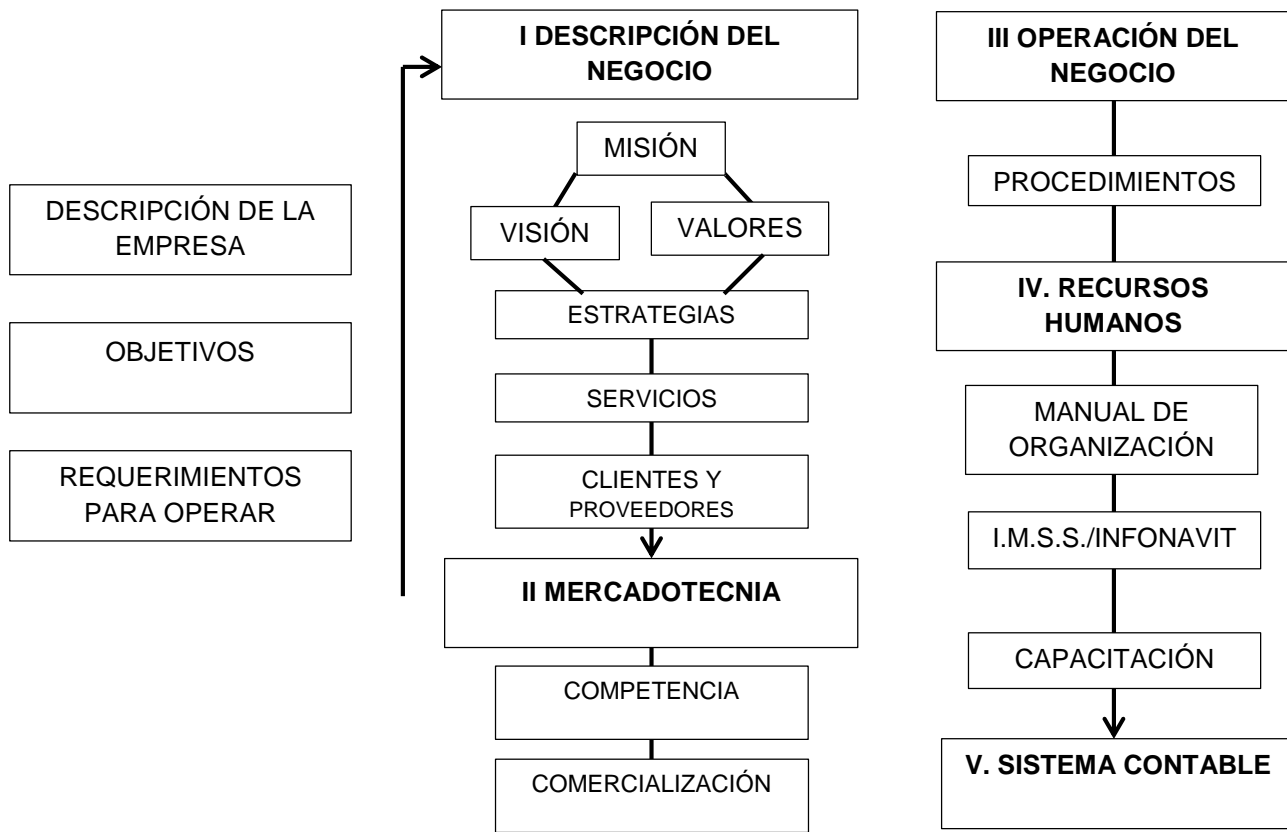 DESCRIPCIÓN DE LA
EMPRESA
OBJETIVOS
REQUERIMIENTOS
PARA OPERAR
I DESCRIPCIÓN DEL
NEGOCIO
MISIÓN
VISIÓN
VALORES
ESTRATEGIAS
SERVICIOS
CLIENTES Y
PROVEEDORES
II MERCADOTECNIA
COMPETENCIA
COMERCIALIZACIÓN
III OPERACIÓN DEL
NEGOCIO
PROCEDIMIENTOS
IV. RECURSOS
HUMANOS
MANUAL DE
ORGANIZACIÓN
I.M.S.S./INFONAVIT
CAPACITACIÓN
V. SISTEMA CONTABLE